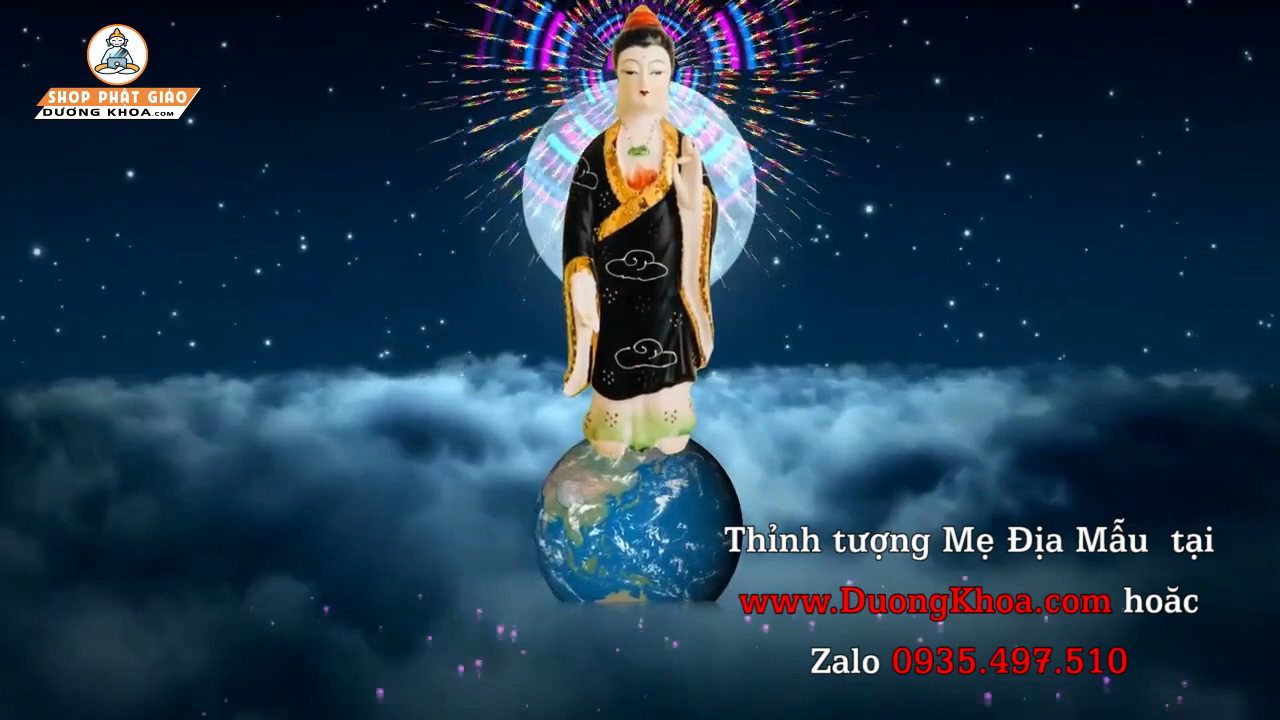 SHOP PHẬT GIÁO
DƯƠNG KHOA.COM
Thỉnh tượng Mẹ Địa Mẫu tại
www.DuongKhoa.com hoặc
Zalo 0935.497.510